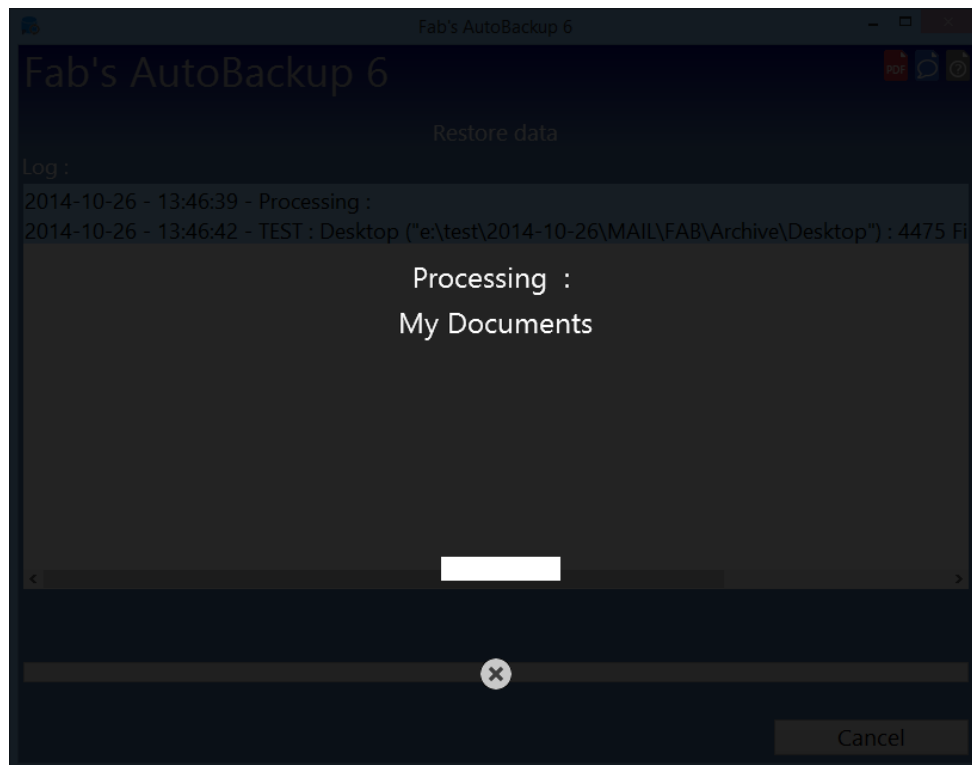 Fab's AutoBackup 6
Fab's AutoBackup 6
PDF
Restore data
Log :
2014-10-26 - 13:46:39 - Processing :
2014-10-26 - 13:46:42 - TEST : Desktop ("e:\test\2014-10-26\MAIL\FAB\Archive\Desktop") : 4475 Fi
Processing :
My Documents
Cancel